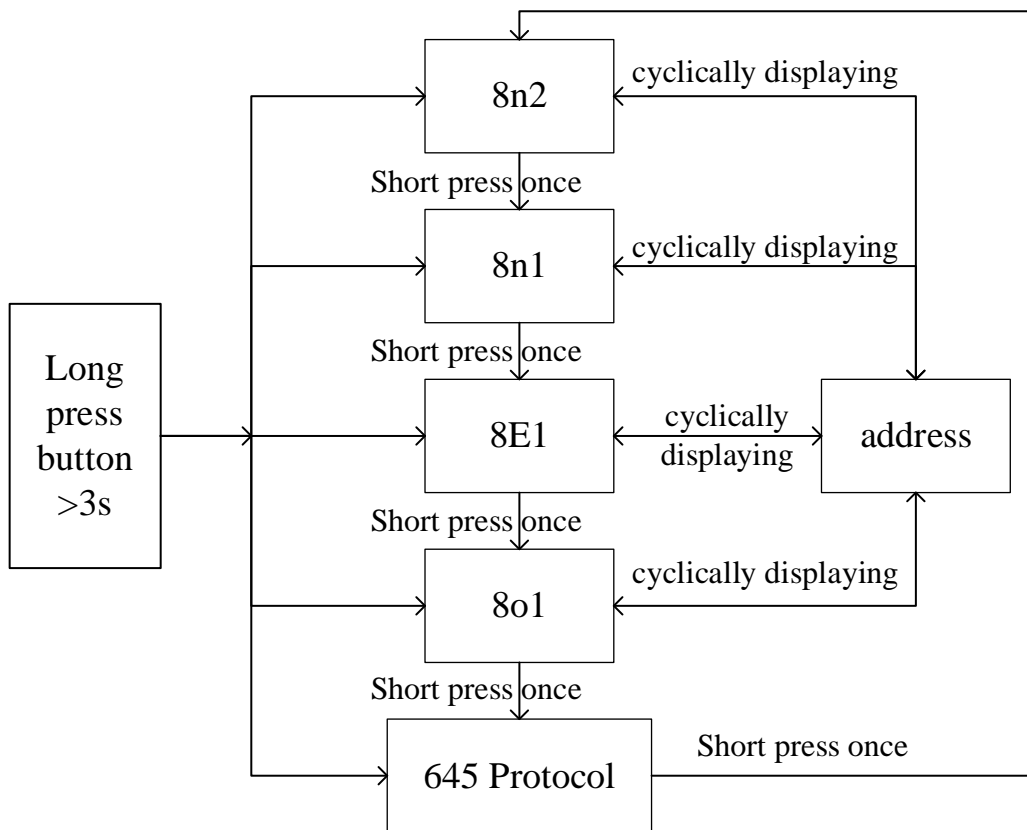 8n2
cyclically displaying
Short press once
8n1
cyclically displaying
Short press once
Long
press
button
>3s
8E1
cyclically
displaying
address
Short press once
8o1
cyclically displaying
Short press once
645 Protocol
Short press once